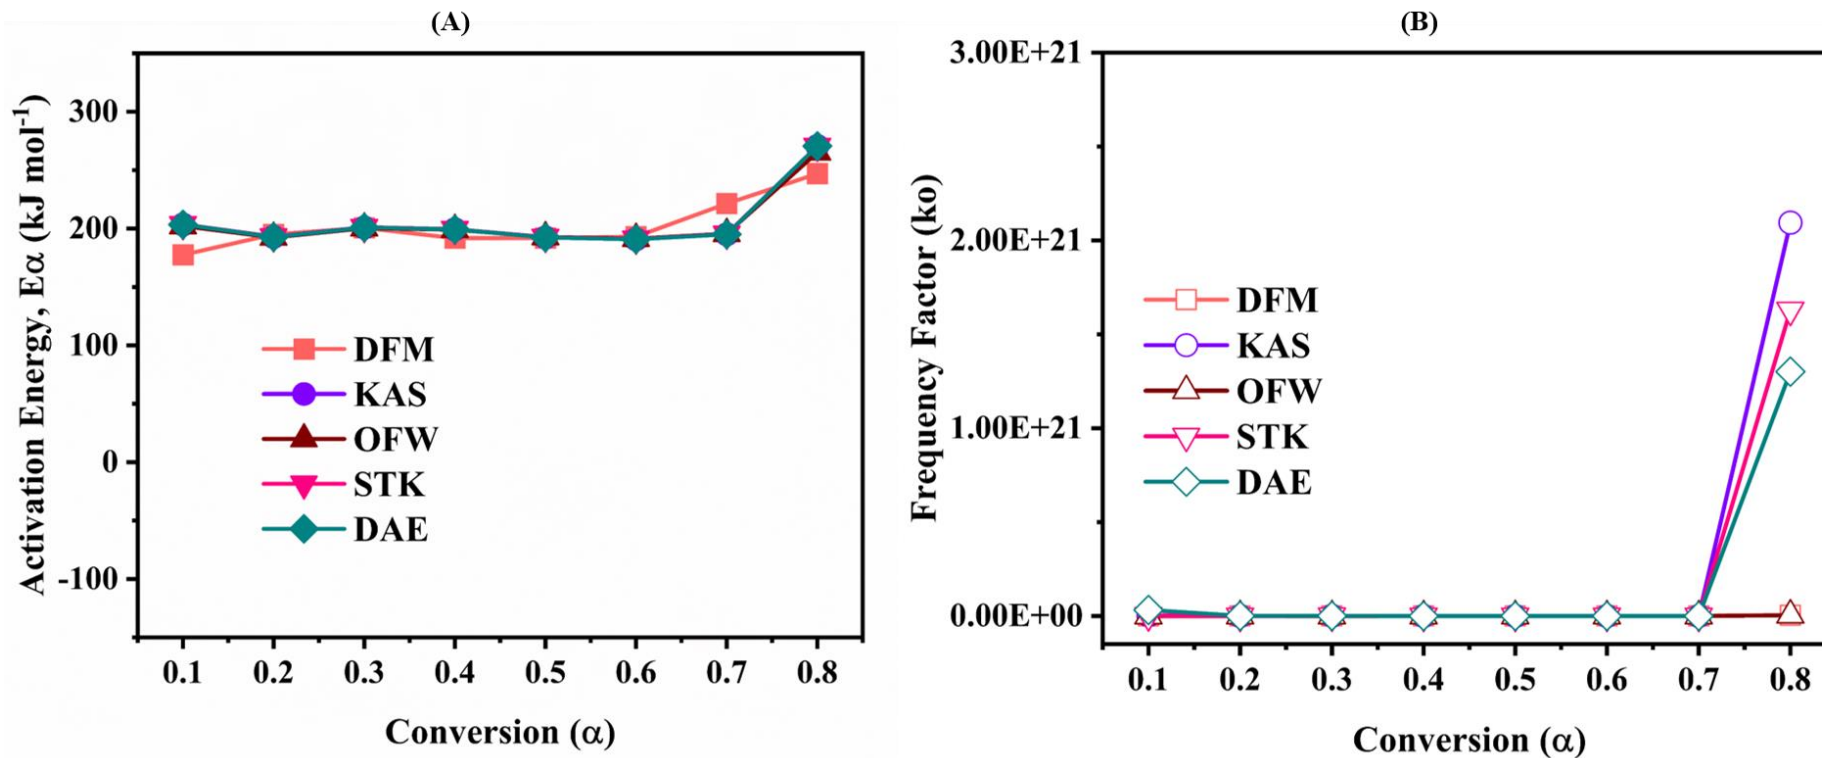 (A)
Activation Energy, Eα (kJ mol⁻¹)
300
200
100
0
-100
DFM
KAS
OFW
STK
DAE
0.1 0.2 0.3 0.4 0.5 0.6 0.7 0.8
Conversion (α)
(B)
Frequency Factor (ko)
3.00E+21
2.00E+21
1.00E+21
0.00E+00
DFM
KAS
OFW
STK
DAE
0.1 0.2 0.3 0.4 0.5 0.6 0.7 0.8
Conversion (α)